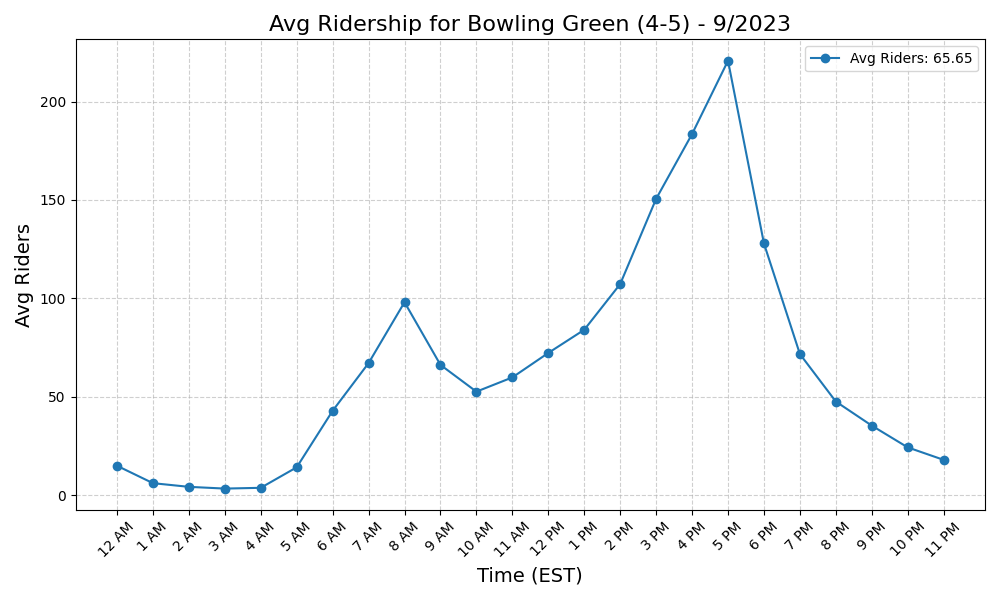 Avg Ridership for Bowling Green (4-5) - 9/2023
Avg Riders: 65.65
Avg Riders
200
150
100
50
0
12 AM
1 AM
2 AM
3 AM
4 AM
5 AM
6 AM
7 AM
8 AM
9 AM
10 AM
11 AM
12 PM
1 PM
2 PM
3 PM
4 PM
5 PM
6 PM
7 PM
8 PM
9 PM
10 PM
11 PM
Time (EST)